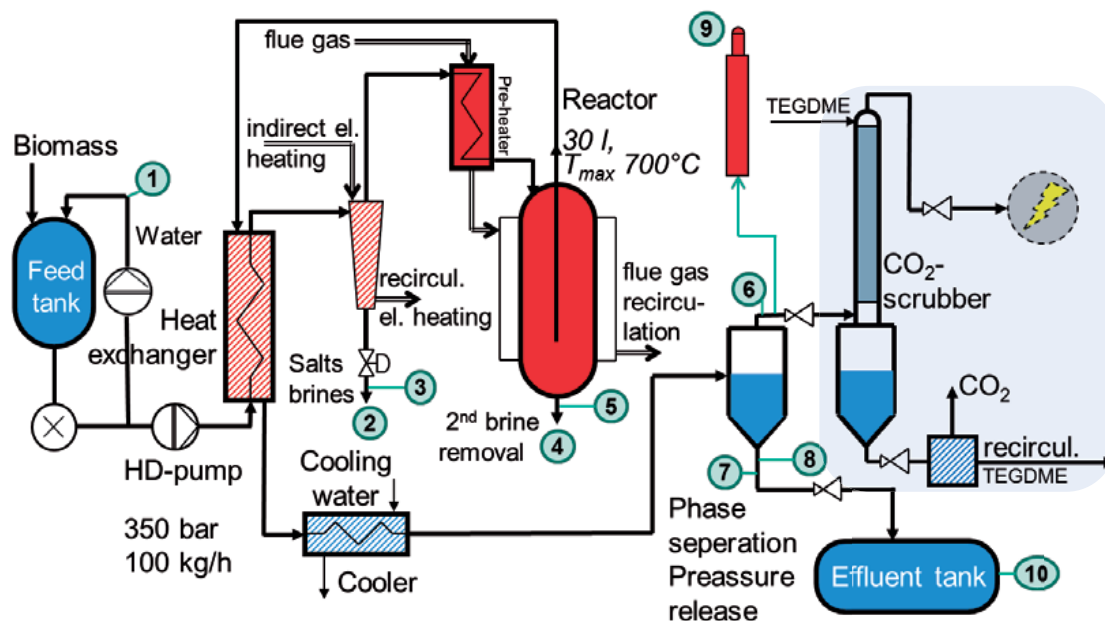 flue gas
9
Pre-heater
Reactor
30 l,
T_max 700°C
TEGDME
indirect el.
heating
Biomass
1
Water
Feed
tank
Heat
exchanger
recircul.
el. heating
flue gas
recircu-
lation
6
CO₂-
scrubber
D
Salts
brines
3
2
5
2nd brine
removal
4
CO₂
recircul.
TEGDME
HD-pump
Cooling
water
7
8
350 bar
100 kg/h
Phase
seperation
Preassure
release
Cooler
Effluent tank
10